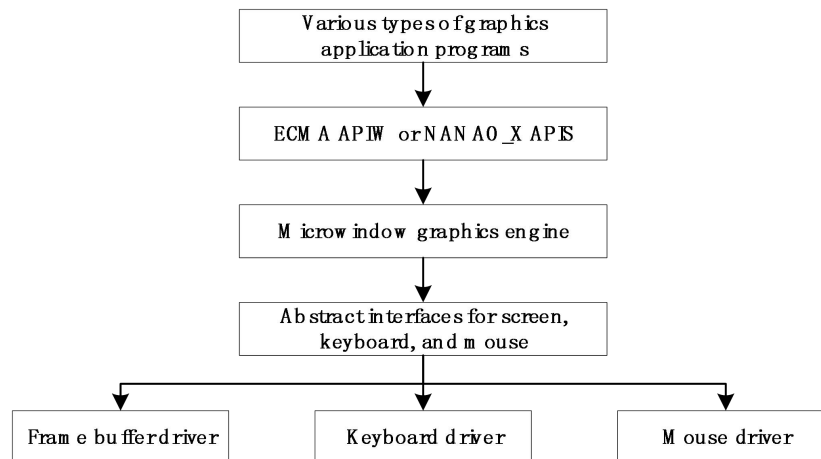 Various types of graphics
application programs
ECMA APIW or NANAO_X APIS
Microwindow graphics engine
Abstract interfaces for screen,
keyboard, and mouse
Frame buffer driver
Keyboard driver
Mouse driver